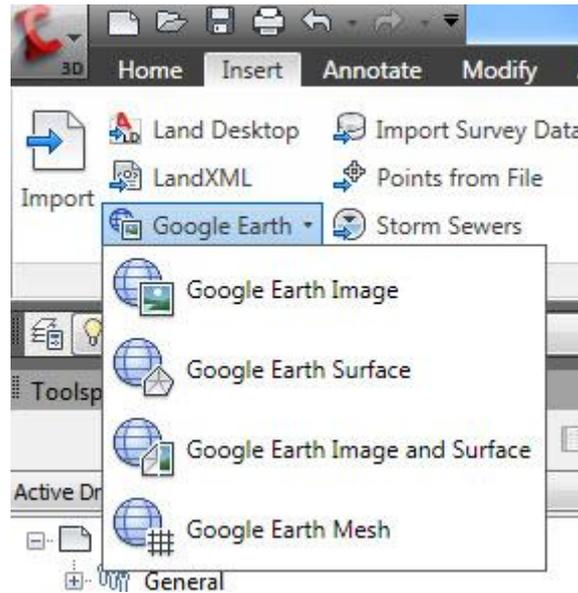 3D
Home Insert Annotate Modify
Import
Land Desktop
LandXML
Google Earth
Import Survey Data
Points from File
Storm Sewers
Google Earth Image
Google Earth Surface
Google Earth Image and Surface
Google Earth Mesh
Toolsp
Active Dr
General